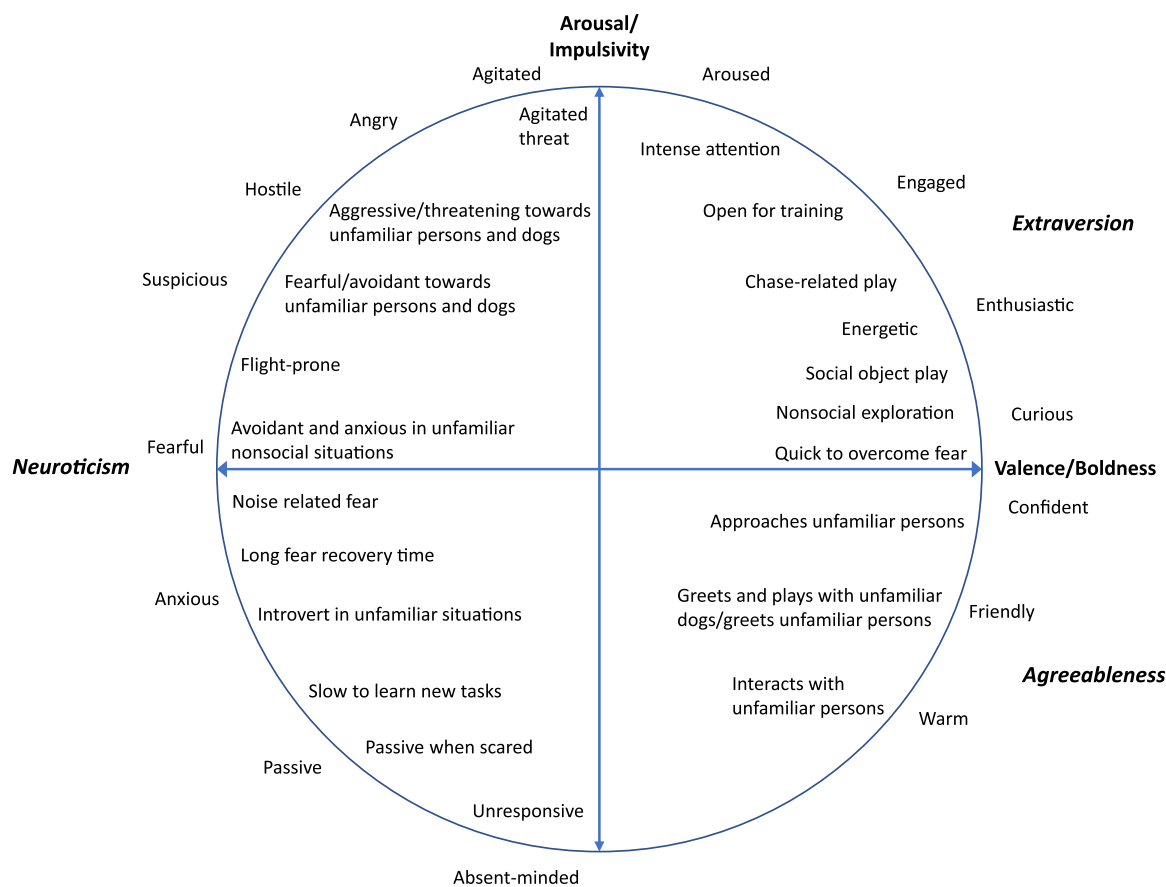 Arousal/
Impulsivity
Agitated
Aroused
Angry
Agitated
threat
Intense attention
Engaged
Hostile
Aggressive/threatening towards
unfamiliar persons and dogs
Open for training
Extraversion
Suspicious
Fearful/avoidant towards
unfamiliar persons and dogs
Chase-related play
Enthusiastic
Energetic
Flight-prone
Social object play
Nonsocial exploration
Curious
Fearful
Avoidant and anxious in unfamiliar
nonsocial situations
Quick to overcome fear
Neuroticism
Valence/Boldness
Noise related fear
Confident
Approaches unfamiliar persons
Long fear recovery time
Anxious
Introvert in unfamiliar situations
Greets and plays with unfamiliar
dogs/greets unfamiliar persons
Friendly
Agreeableness
Slow to learn new tasks
Interacts with
unfamiliar persons
Warm
Passive when scared
Passive
Unresponsive
Absent-minded